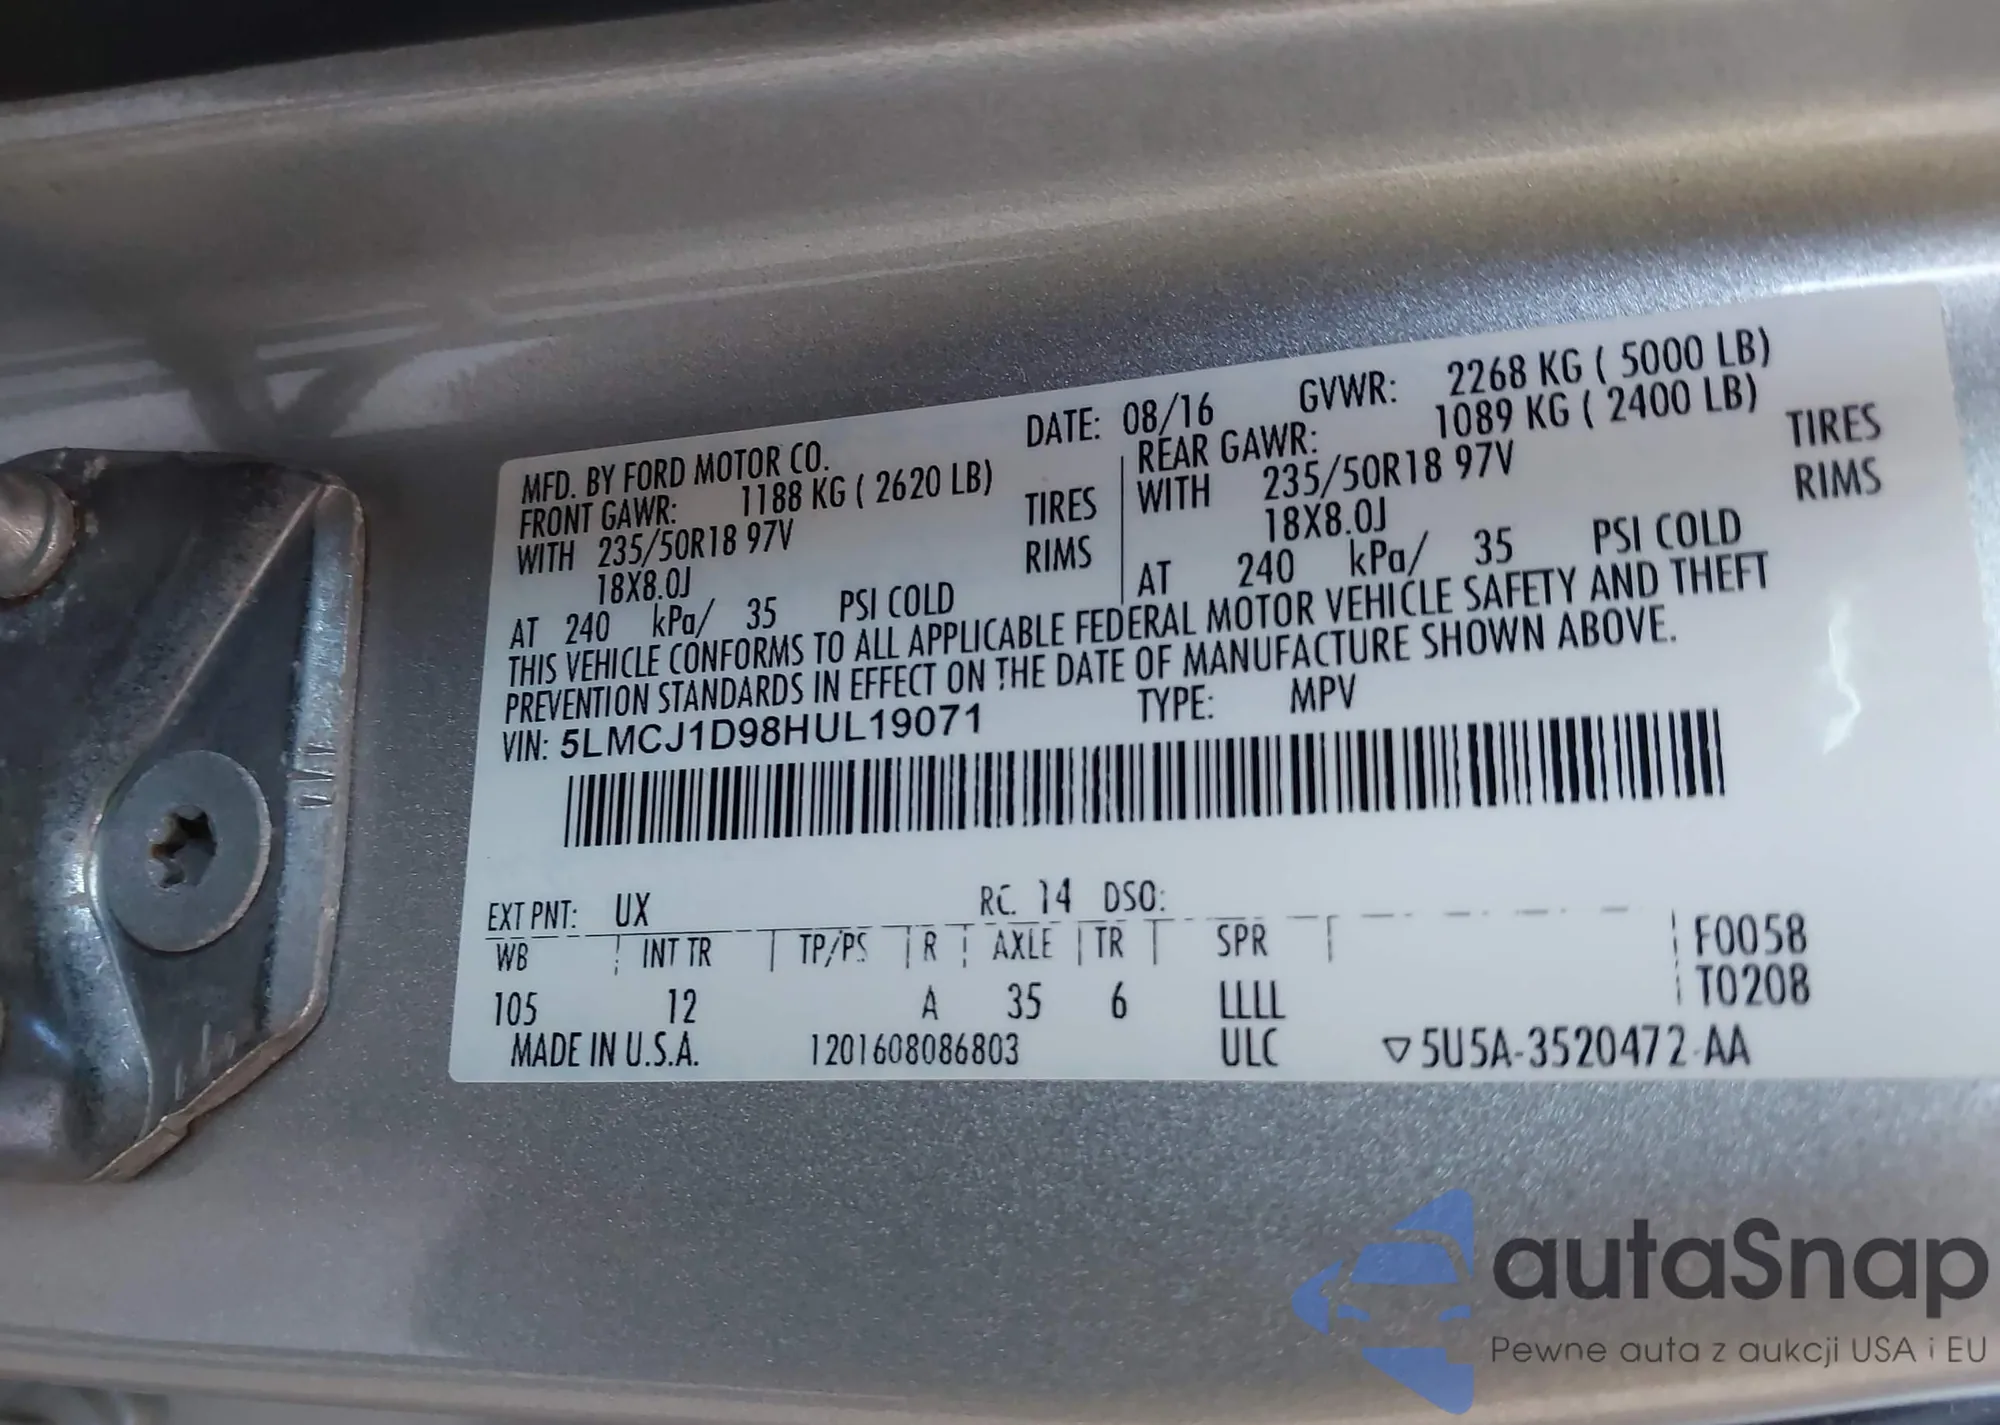 MFD. BY FORD MOTOR CO. DATE: 08/16 GVWR: 2268 KG ( 5000 LB)
FRONT GAWR: 1188 KG ( 2620 LB) REAR GAWR: 1089 KG ( 2400 LB)
WITH 235/50R18 97V TIRES WITH 235/50R18 97V TIRES
18X8.0J RIMS 18X8.0J RIMS
AT 240 kPa/ 35 PSI COLD AT 240 kPa/ 35 PSI COLD
THIS VEHICLE CONFORMS TO ALL APPLICABLE FEDERAL MOTOR VEHICLE SAFETY AND THEFT
PREVENTION STANDARDS IN EFFECT ON THE DATE OF MANUFACTURE SHOWN ABOVE.
VIN: 5LMCJ1D98HUL19071 TYPE: MPV
EXT PNT: UX RC: 14 DSO:
WB INT TR TP/PS R AXLE TR SPR F0058
105 12 A 35 6 LLLL T0208
MADE IN U.S.A. 1201608086803 ULC ▽5U5A-3520472-AA
autaSnap
Pewne auta z aukcji USA i EU